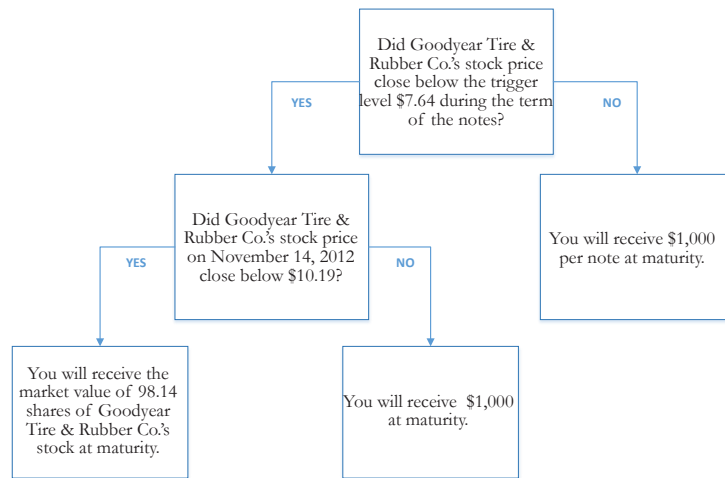 Did Goodyear Tire &
Rubber Co.'s stock price
close below the trigger
level $7.64 during the term
of the notes?
YES
NO
Did Goodyear Tire &
Rubber Co.'s stock price
on November 14, 2012
close below $10.19?
You will receive $1,000
per note at maturity.
YES
NO
You will receive the
market value of 98.14
shares of Goodyear
Tire & Rubber Co.'s
stock at maturity.
You will receive $1,000
at maturity.